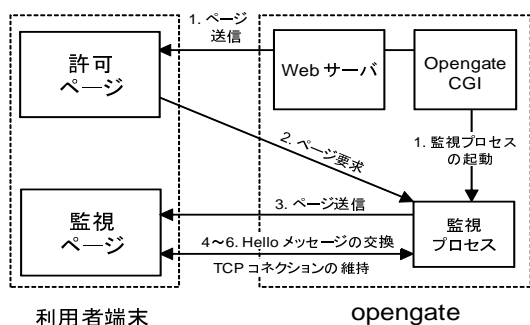 1. ページ
送信
許可
ページ
Web サーバ
Opengate
CGI
2. ページ要求
1. 監視プロセス
の起動
3. ページ送信
監視
ページ
4～6. Hello メッセージの交換
TCP コネクションの維持
監視
プロセス
利用者端末
opengate